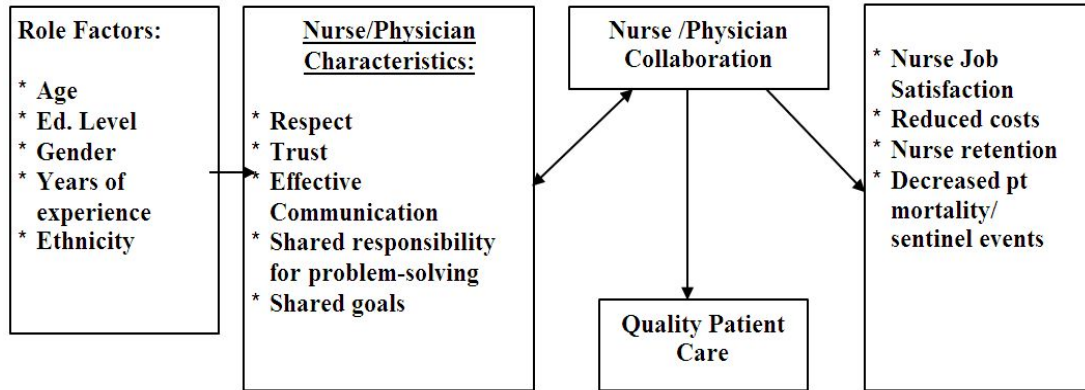 Role Factors:
* Age
* Ed. Level
* Gender
* Years of
experience
* Ethnicity
Nurse/Physician
Characteristics:
* Respect
* Trust
* Effective
Communication
* Shared responsibility
for problem-solving
* Shared goals
Nurse /Physician
Collaboration
Quality Patient
Care
* Nurse Job
Satisfaction
* Reduced costs
* Nurse retention
* Decreased pt
mortality/
sentinel events